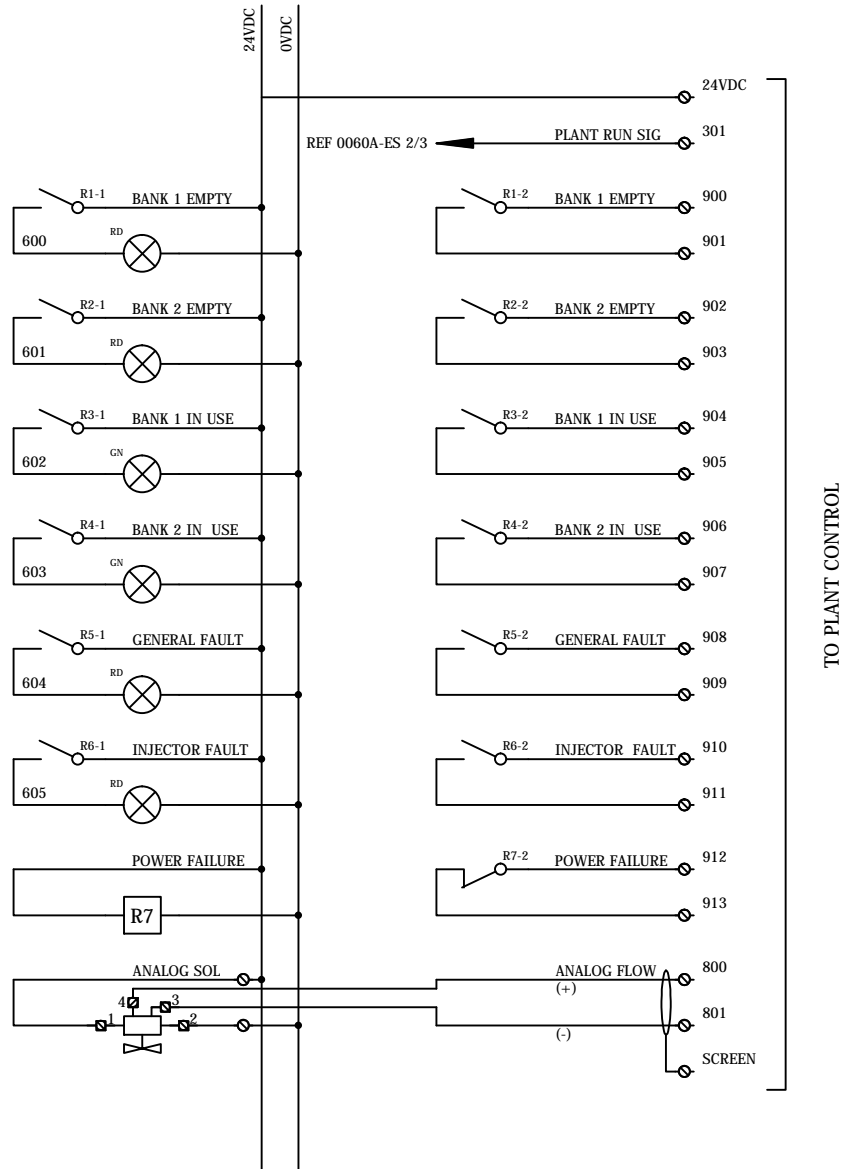 24VDC
0VDC
24VDC
REF 0060A-ES 2/3
PLANT RUN SIG
301
R1-1
BANK 1 EMPTY
600
RD
R1-2
BANK 1 EMPTY
900
901
R2-1
BANK 2 EMPTY
601
RD
R2-2
BANK 2 EMPTY
902
903
R3-1
BANK 1 IN USE
602
GN
R3-2
BANK 1 IN USE
904
905
R4-1
BANK 2 IN  USE
603
GN
R4-2
BANK 2 IN  USE
906
907
R5-1
GENERAL FAULT
604
RD
R5-2
GENERAL FAULT
908
909
R6-1
INJECTOR FAULT
605
RD
R6-2
INJECTOR  FAULT
910
911
POWER FAILURE
R7
R7-2
POWER FAILURE
912
913
ANALOG SOL
4
3
1
2
ANALOG FLOW
(+)
800
(-)
801
SCREEN
TO PLANT CONTROL